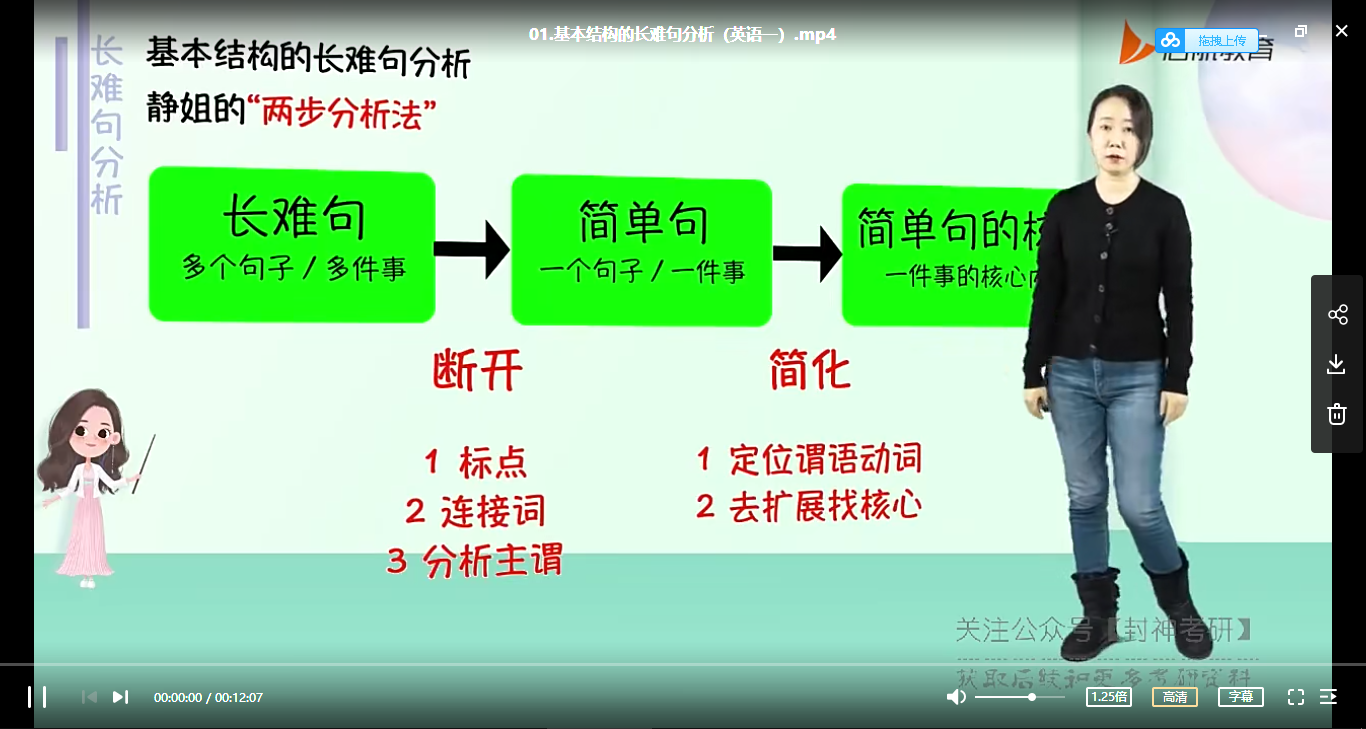 01.基本结构的长难句分析（英语一）.mp4
拖拽上传
长难句分析
基本结构的长难句分析
静姐的“两步分析法”
长难句
多个句子 / 多件事
简单句
一个句子 / 一件事
简单句的
一件事的核心
断开
1 标点
2 连接词
3 分析主谓
简化
1 定位谓语动词
2 去扩展找核心
关注公众号【封神考研】
00:00:00 / 00:12:07
1.25倍
高清
字幕